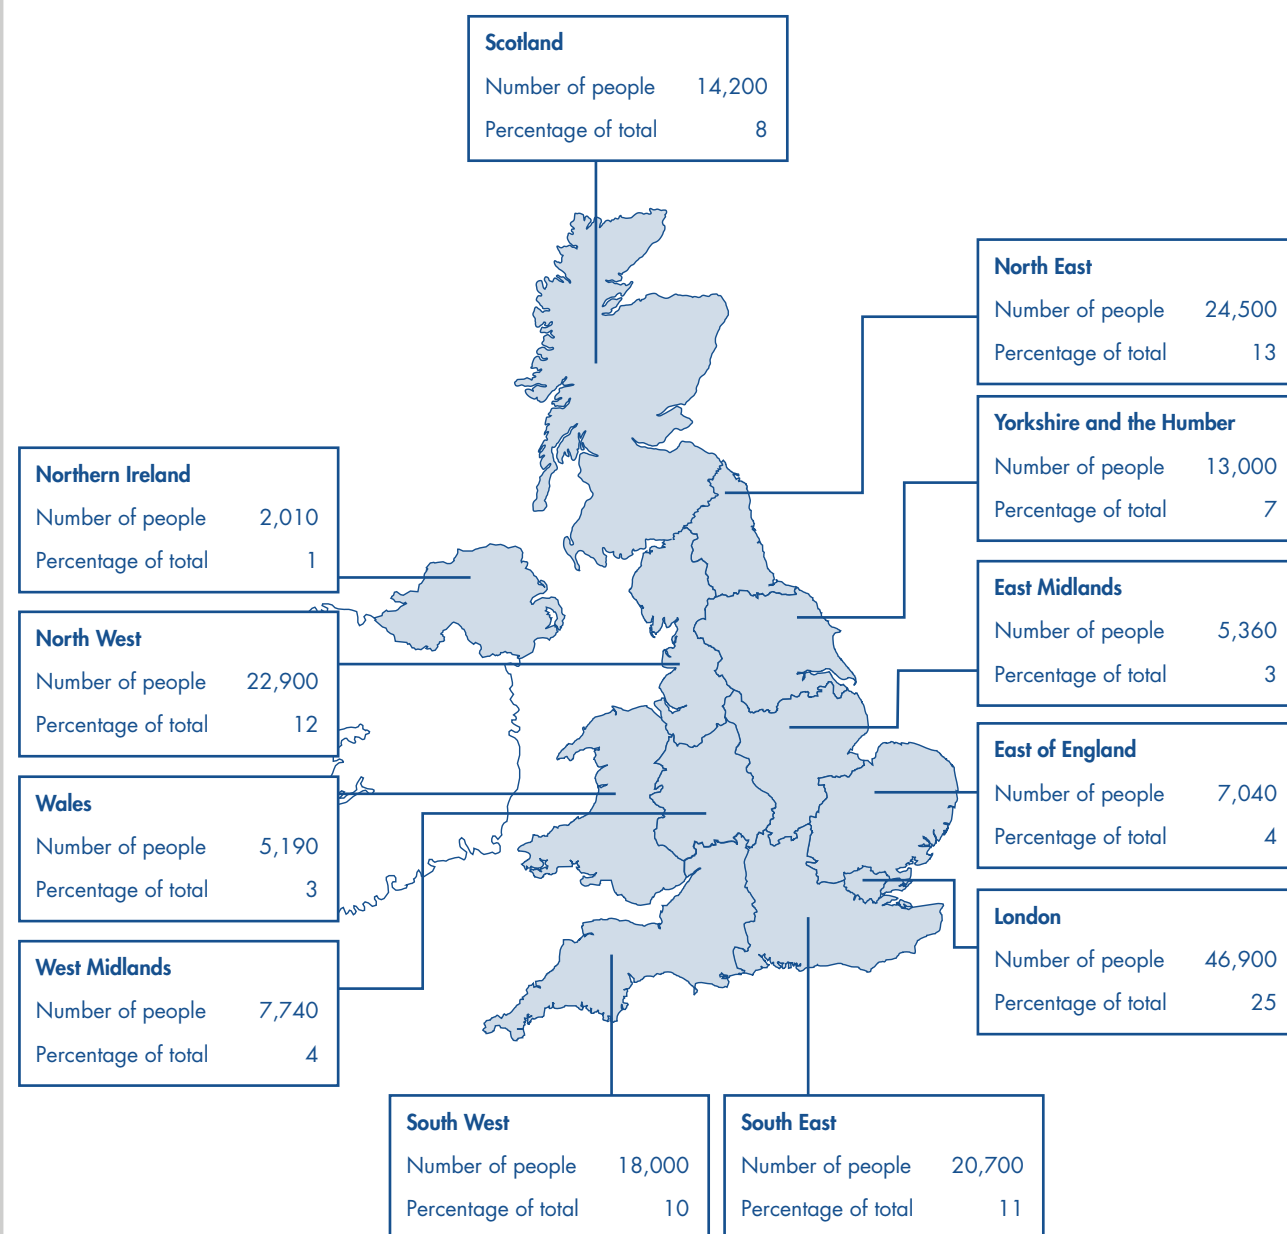 Scotland
Number of people 14,200
Percentage of total 8
North East
Number of people 24,500
Percentage of total 13
Yorkshire and the Humber
Number of people 13,000
Percentage of total 7
Northern Ireland
Number of people 2,010
Percentage of total 1
East Midlands
Number of people 5,360
Percentage of total 3
North West
Number of people 22,900
Percentage of total 12
East of England
Number of people 7,040
Percentage of total 4
Wales
Number of people 5,190
Percentage of total 3
London
Number of people 46,900
Percentage of total 25
West Midlands
Number of people 7,740
Percentage of total 4
South West
Number of people 18,000
Percentage of total 10
South East
Number of people 20,700
Percentage of total 11